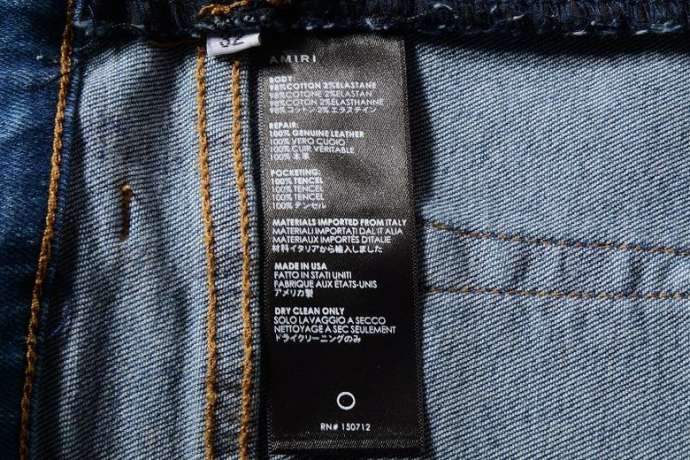 32
AMIRI
BODY
98%COTTON 2%ELASTANE
98%COTONE 2%ELASTAN
98%COTON 2%ELASTHANNE
98%コットン 2%エラステイン
REPAIR:
100% GENUINE LEATHER
100%VERO CUOIO
100%CUIR VÉRITABLE
100%本革
POCKETING:
100% TENCEL
100% TENCEL
100% TENCEL
100%テンセル
MATERIALS IMPORTED FROM ITALY
MATERIALI IMPORTATI DAL'IT ALIA
MATERIAUX IMPORTÉS D'ITALIE
材料イタリアから輸入しました
MADE IN USA
FATTO IN STATI UNITI
FABRIQUE AUX ÉTATS-UNIS
アメリカ製
DRY CLEAN ONLY
SOLO LAVAGGIO A SECCO
NETTOYAGE A SEC SEULEMENT
ドライクリーニングのみ
RN# 150712